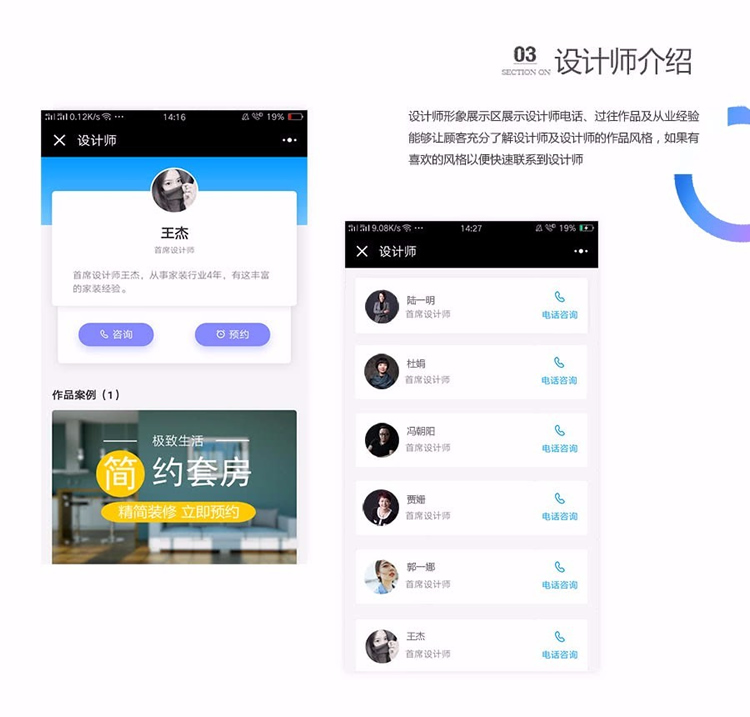 03
SECTION ON
设计师介绍
设计师形象展示区展示设计师电话、过往作品及从业经验
能够让顾客充分了解设计师及设计师的作品风格，如果有
喜欢的风格以便快速联系到设计师
0.12K/s 14:16 19%
设计师
王杰
首席设计师
首席设计师王杰，从事家装行业4年，有这丰富
的家装经验。
咨询 预约
作品案例（1）
极致生活
简约套房
精简装修 立即预约
9.08K/s 14:27 19%
设计师
陆一明
首席设计师 电话咨询
杜娟
首席设计师 电话咨询
冯朝阳
首席设计师 电话咨询
贾姗
首席设计师 电话咨询
郭一娜
首席设计师 电话咨询
王杰
首席设计师 电话咨询